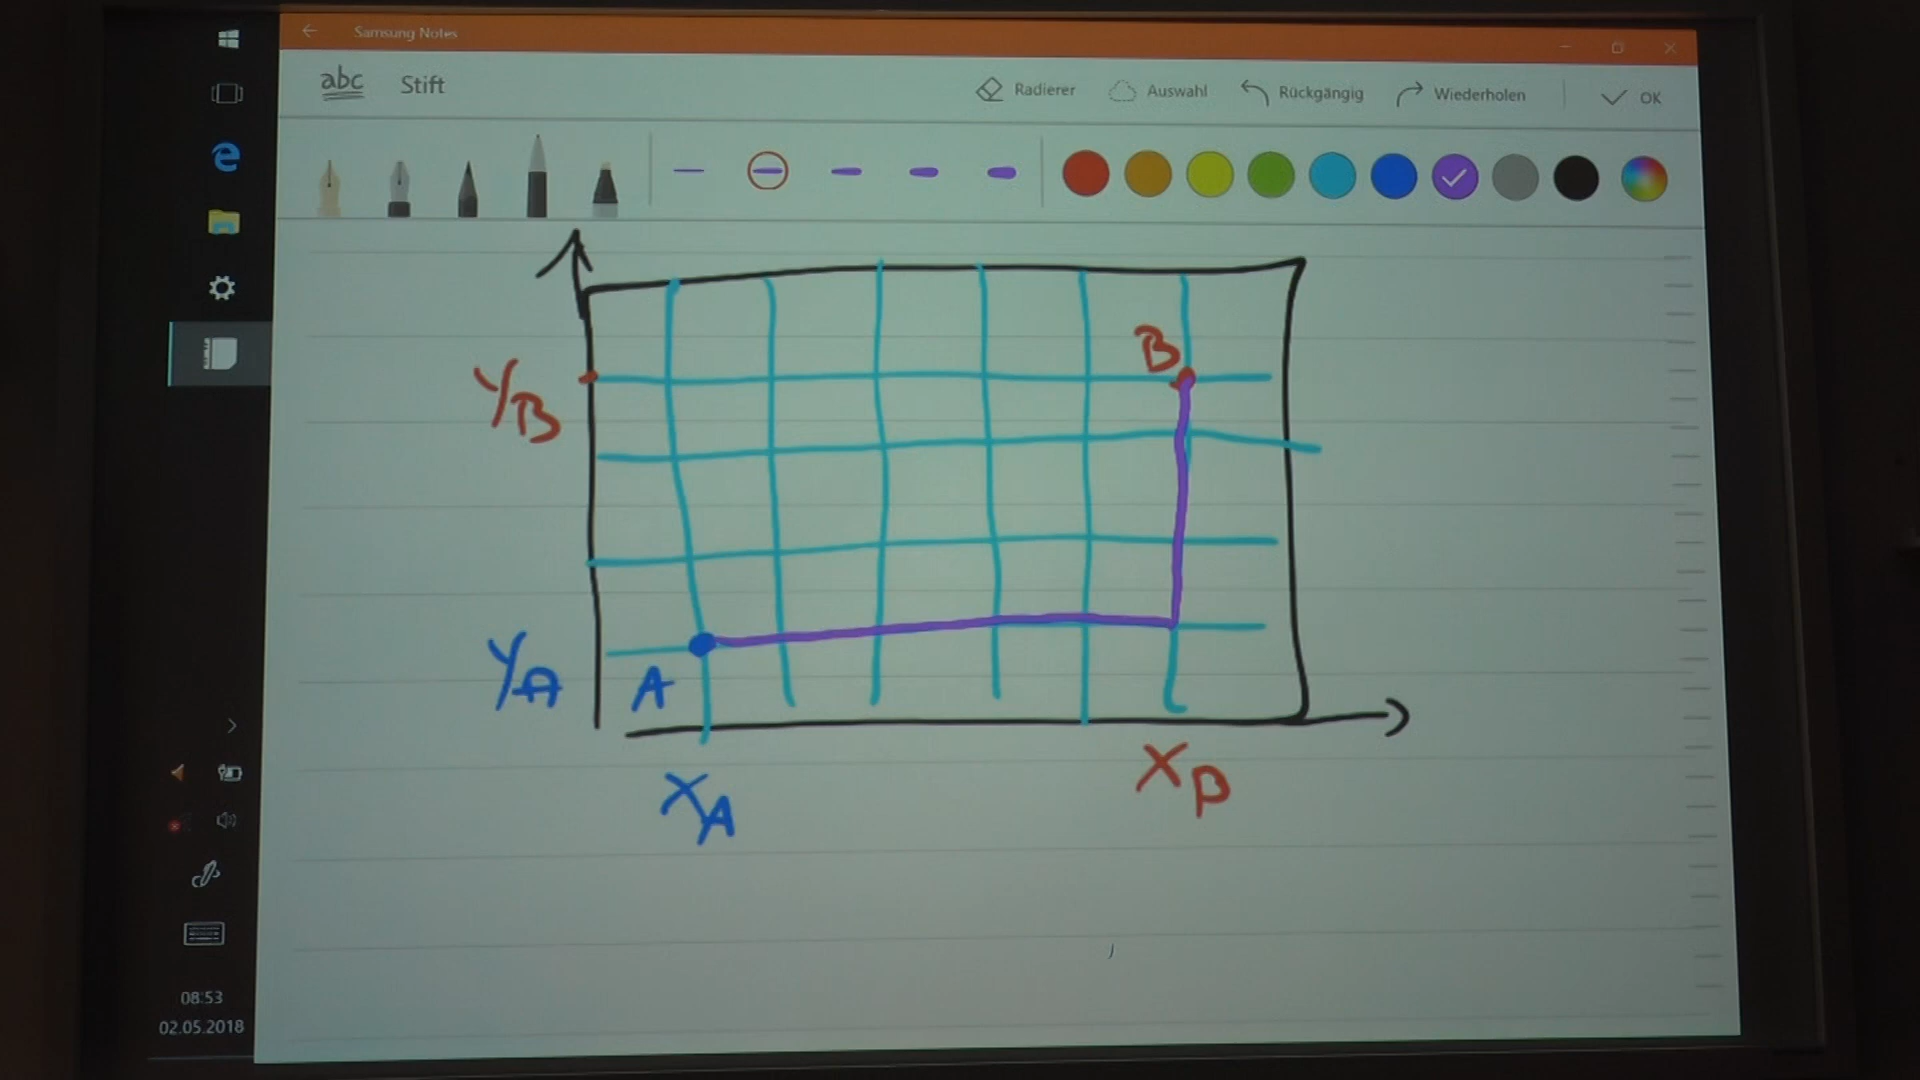 Samsung Notes
abc Stift Radierer Auswahl Rückgängig Wiederholen OK
B
YB
YA A
XA XB
08:53
02.05.2018